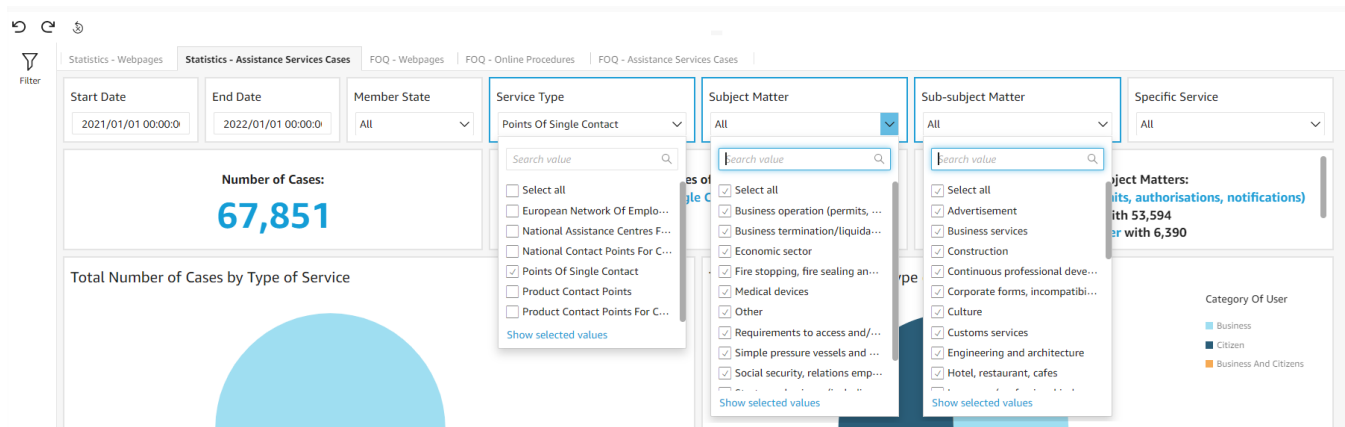 Filter
Statistics - Webpages
Statistics - Assistance Services Cases
FOQ - Webpages
FOQ - Online Procedures
FOQ - Assistance Services Cases
Start Date
2021/01/01 00:00:0
End Date
2022/01/01 00:00:0
Member State
All
Service Type
Points Of Single Contact
Subject Matter
All
Sub-subject Matter
All
Specific Service
All
Search value
Select all
European Network Of Emplo...
National Assistance Centres F...
National Contact Points For C...
Points Of Single Contact
Product Contact Points
Product Contact Points For C...
Show selected values
Search value
Select all
Business operation (permits, ...
Business termination/liquida...
Economic sector
Fire stopping, fire sealing an...
Medical devices
Other
Requirements to access and/...
Simple pressure vessels and ...
Social security, relations emp...
Show selected values
Search value
Select all
Advertisement
Business services
Construction
Continuous professional deve...
Corporate forms, incompatibi...
Culture
Customs services
Engineering and architecture
Hotel, restaurant, cafes
Show selected values
Number of Cases:
67,851
es of
gle C
ject Matters:
its, authorisations, notifications)
ith 53,594
er with 6,390
Total Number of Cases by Type of Service
ype
Category Of User
Business
Citizen
Business And Citizens